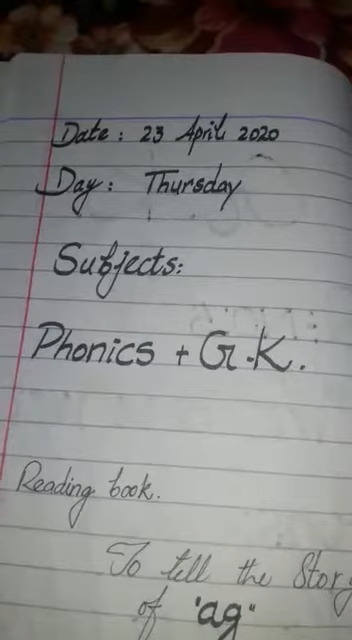 Date: 23 April 2020
Day: Thursday
Subjects:
Phonics + G.K.
Reading book.
To tell the Story
of "ag"